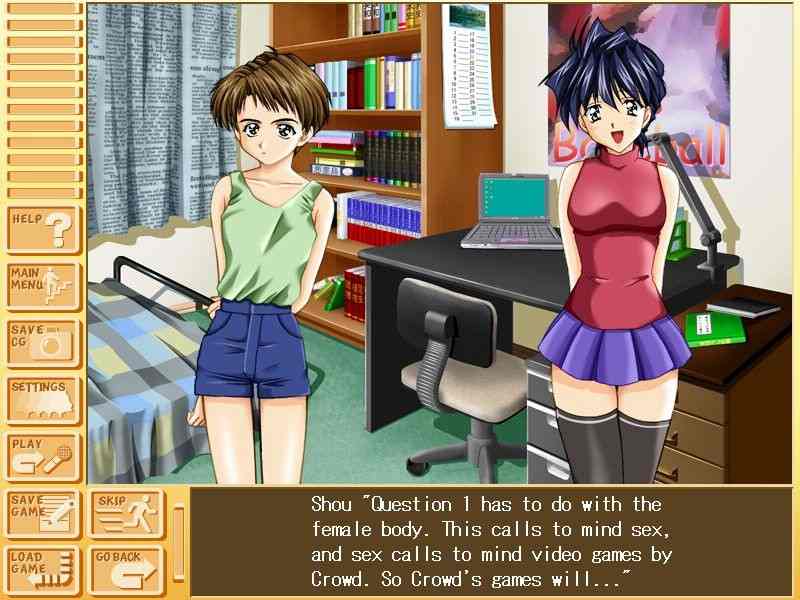 Baseball
HELP
MAIN
MENU
SAVE
CG
SETTINGS
PLAY
SAVE
GAME
SKIP
LOAD
GAME
GO BACK
Shou "Question 1 has to do with the
female body. This calls to mind sex,
and sex calls to mind video games by
Crowd. So Crowd's games will..."